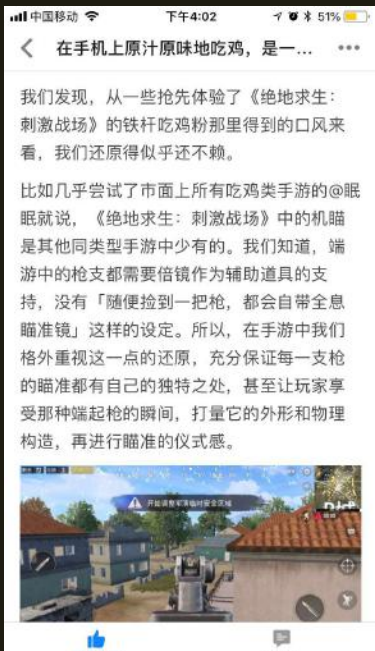 中国移动 下午4:02 51%
在手机上原汁原味地吃鸡，是一...
我们发现，从一些抢先体验了《绝地求生：
刺激战场》的铁杆吃鸡粉那里得到的口风来
看，我们还原得似乎还不赖。
比如几乎尝试了市面上所有吃鸡类手游的@眠
眠就说，《绝地求生：刺激战场》中的机瞄
是其他同类型手游中少有的。我们知道，端
游中的枪支都需要倍镜作为辅助道具的支
持，没有「随便捡到一把枪，都会自带全息
瞄准镜」这样的设定。所以，在手游中我们
格外重视这一点的还原，充分保证每一支枪
的瞄准都有自己的独特之处，甚至让玩家享
受那种端起枪的瞬间，打量它的外形和物理
构造，再进行瞄准的仪式感。